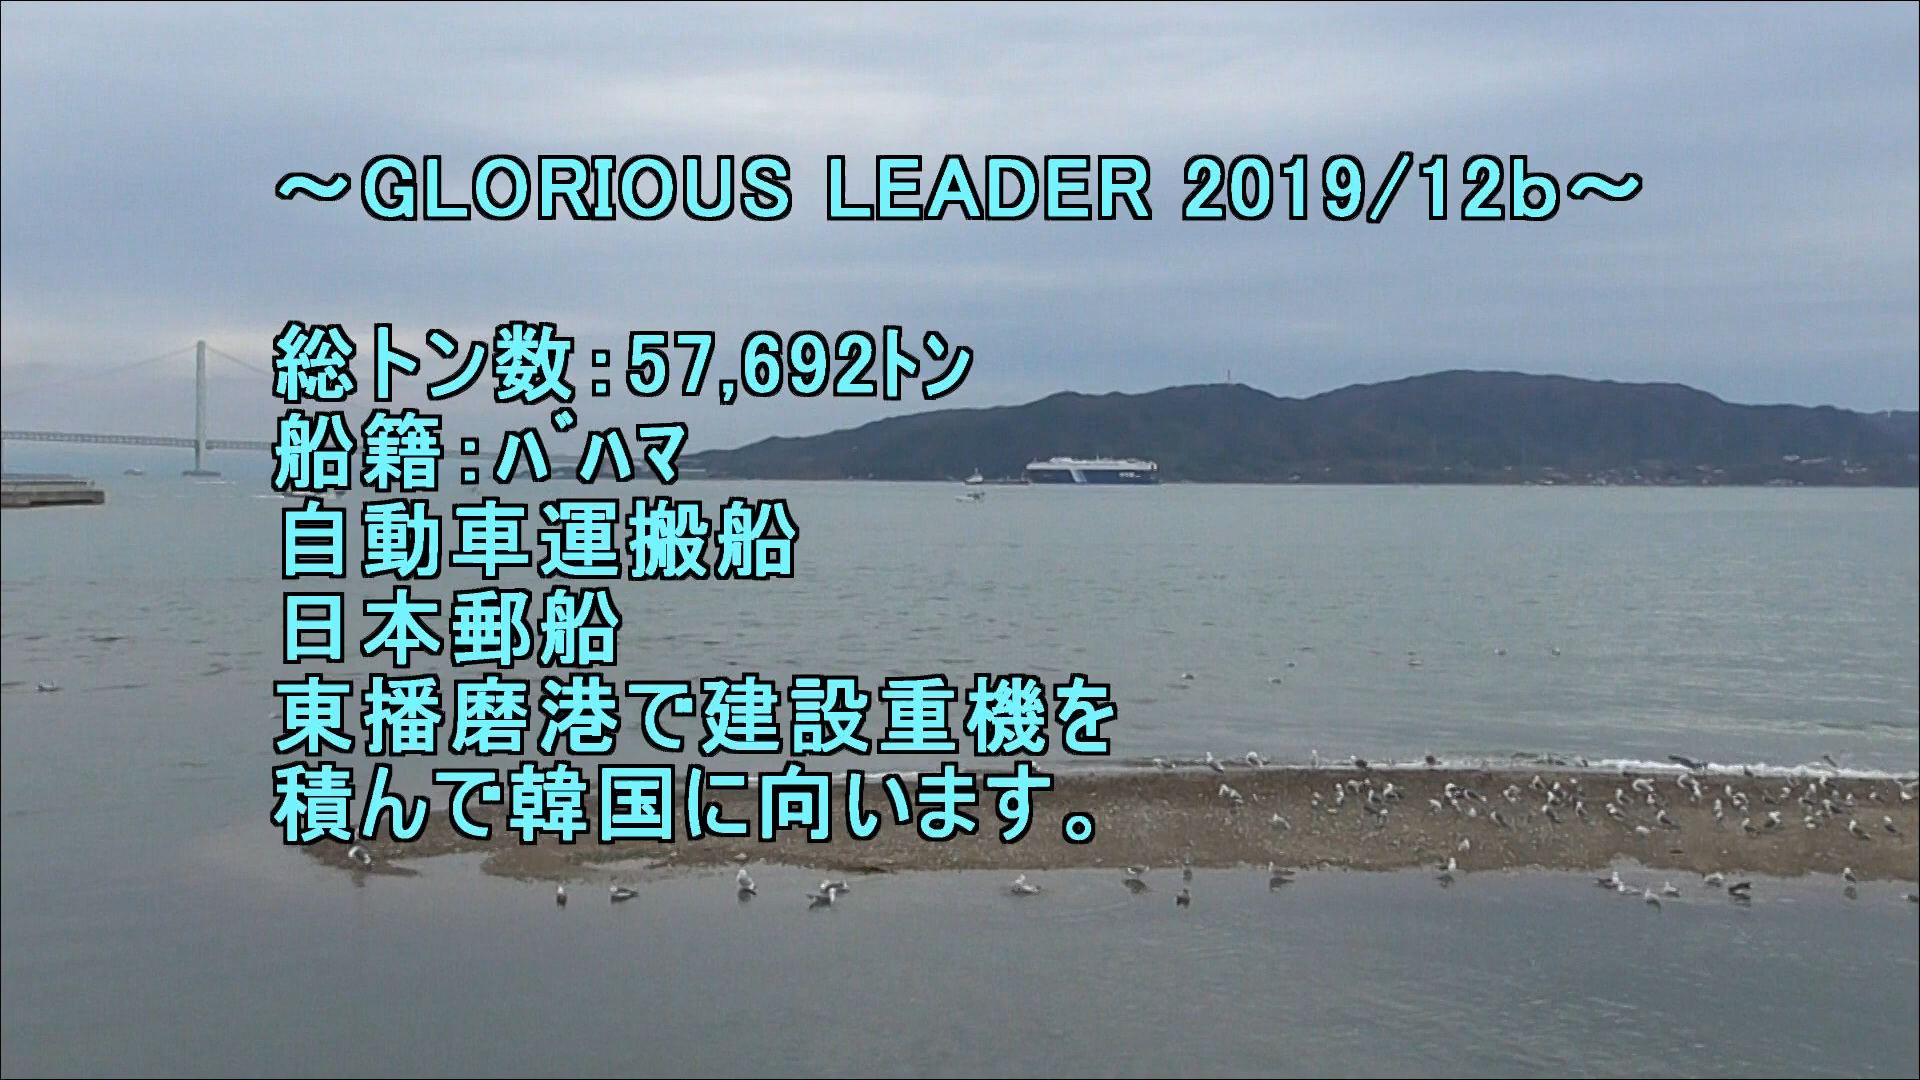 ～GLORIOUS LEADER 2019/12b～
総トン数：57,692ﾄﾝ
船籍：ﾊﾞﾊﾏ
自動車運搬船
日本郵船
東播磨港で建設重機を
積んで韓国に向います。